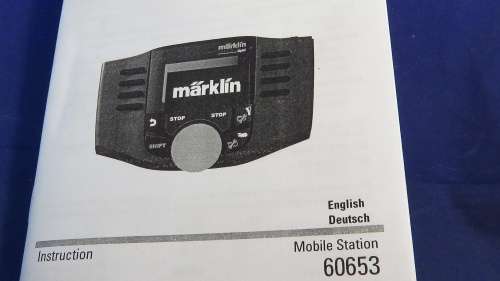 märklin
märklin
STOP
STOP
SHIFT
English
Deutsch
Instruction
Mobile Station
60653